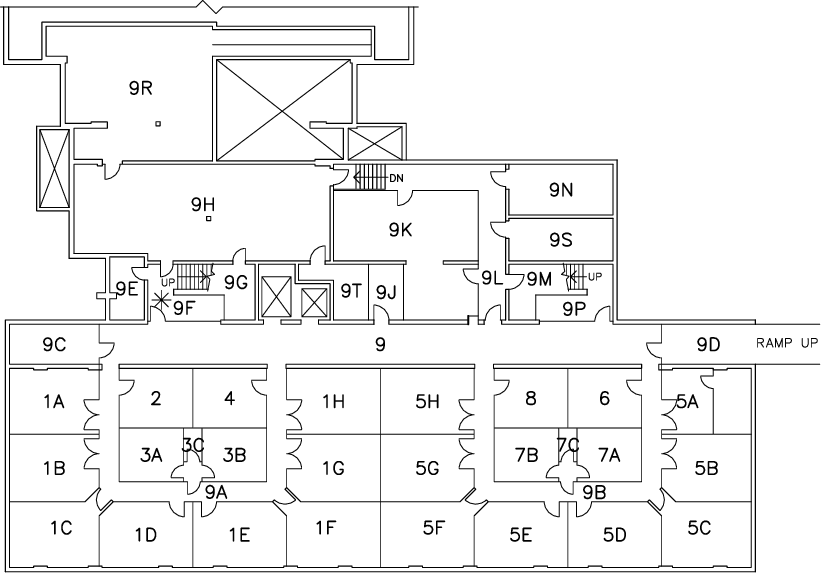 9R
DN
9N
9H
9K
9S
9E
UP
9G
9T
9J
9L
9M
UP
9F
9P
9C
9
9D
RAMP UP
1A
2
4
1H
5H
8
6
5A
3A
3C
3B
7B
7C
7A
1B
1G
5G
5B
9A
9B
1C
1D
1E
1F
5F
5E
5D
5C